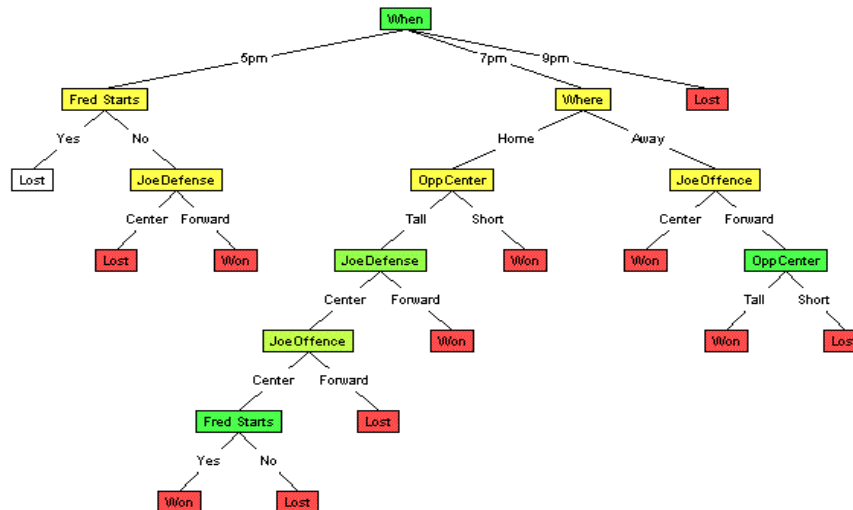 When
5pm 7pm 9pm
Fred Starts Where Lost
Yes No Home Away
Lost JoeDefense OppCenter JoeOffence
Center Forward Tall Short Center Forward
Lost Won JoeDefense Won Won OppCenter
Center Forward Tall Short
JoeOffence Won Won Lost
Center Forward
Fred Starts Lost
Yes No
Won Lost